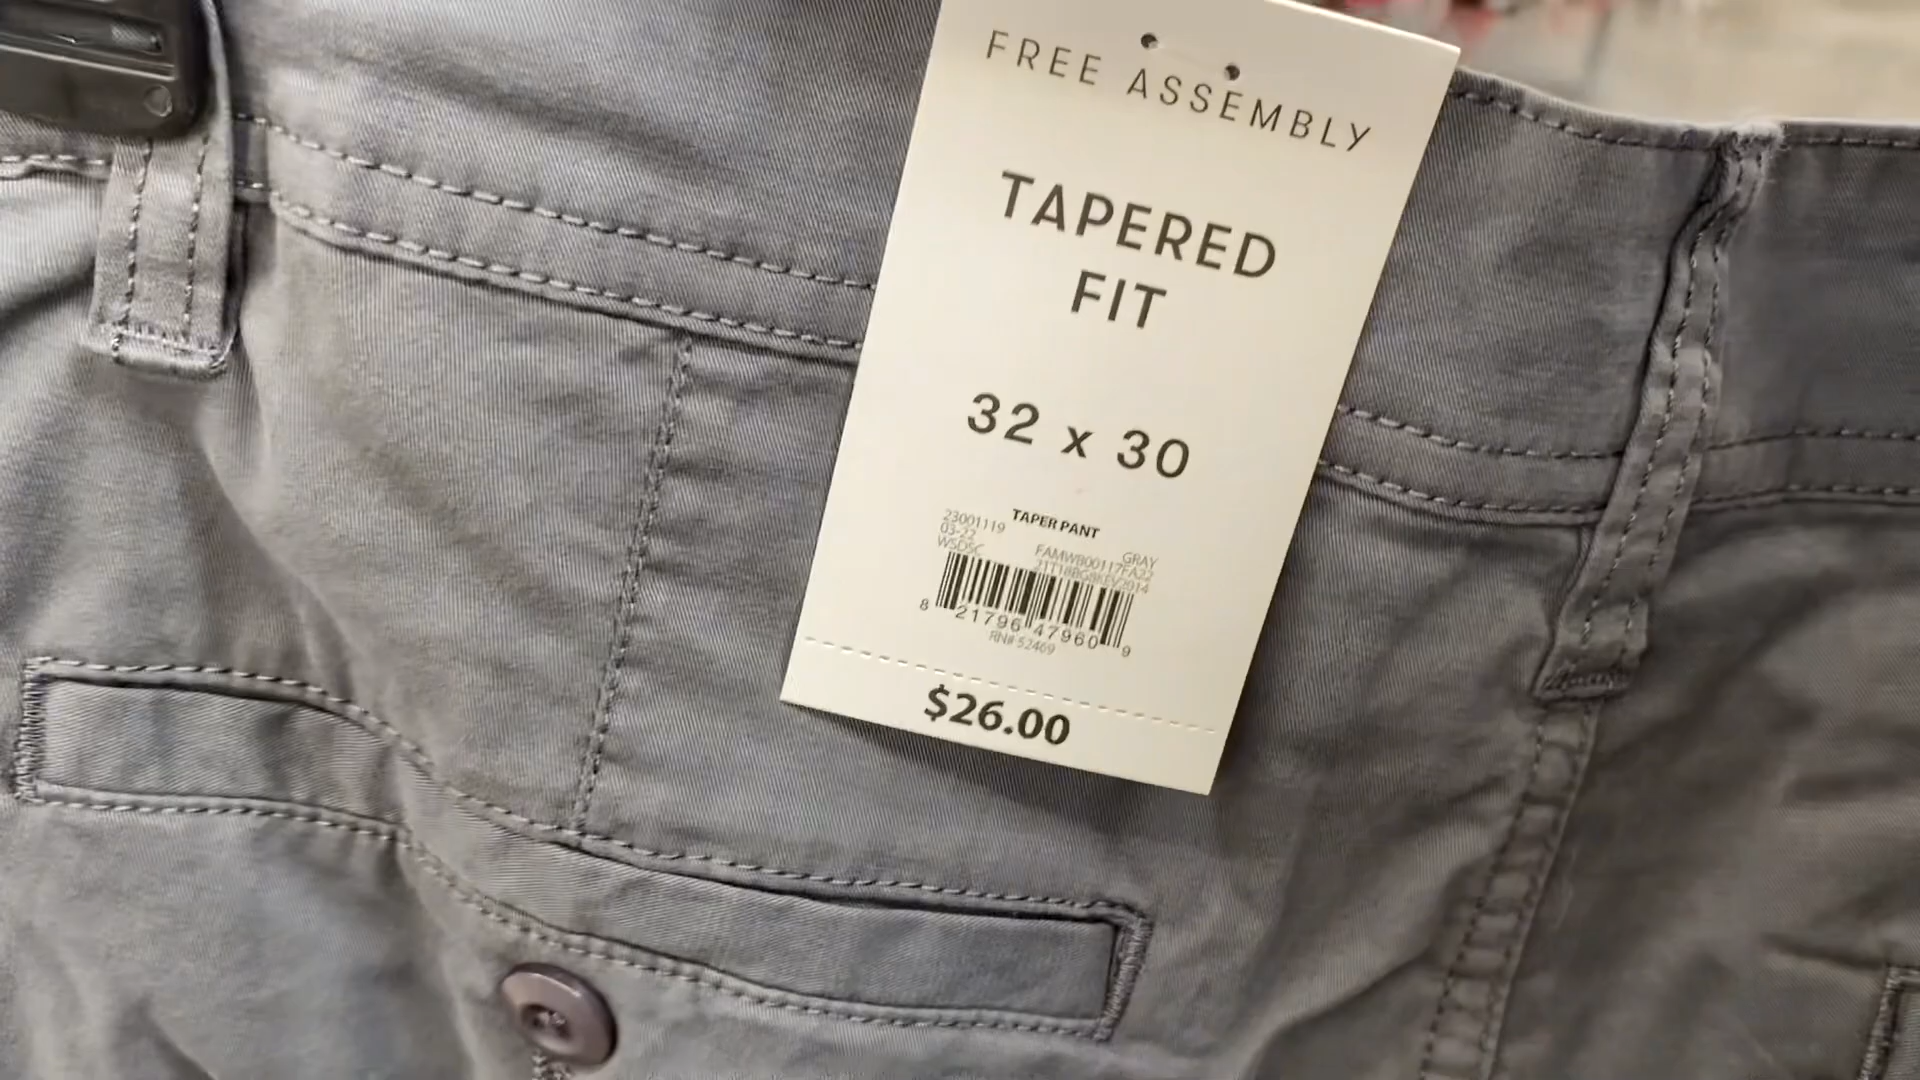 FREE ASSEMBLY
TAPERED
FIT
32 x 30
TAPER PANT
23001119
03-22
WSDSC
GRAY
FAMWB00117FA22
8 21796 47960 9
RN# 52469
$26.00